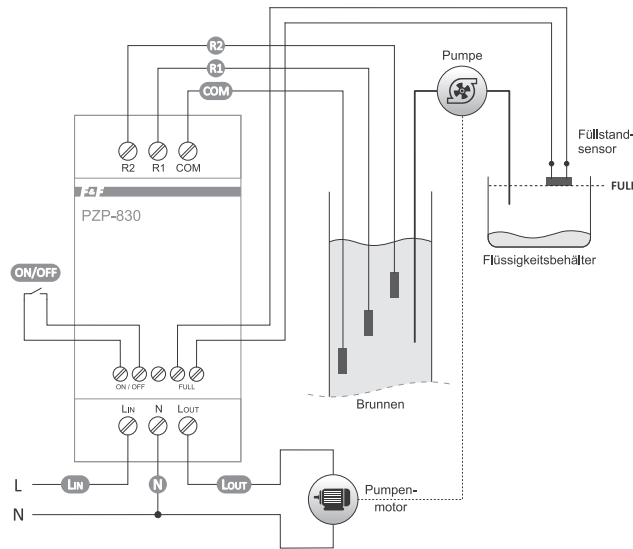 R2
R1
COM
Pumpe
Füllstand-
sensor
R2 R1 COM
FULL
F&F
PZP-830
Flüssigkeitsbehälter
ON/OFF
ON / OFF
FULL
Brunnen
LIN N LOUT
L
LIN
N
LOUT
Pumpen-
motor
N